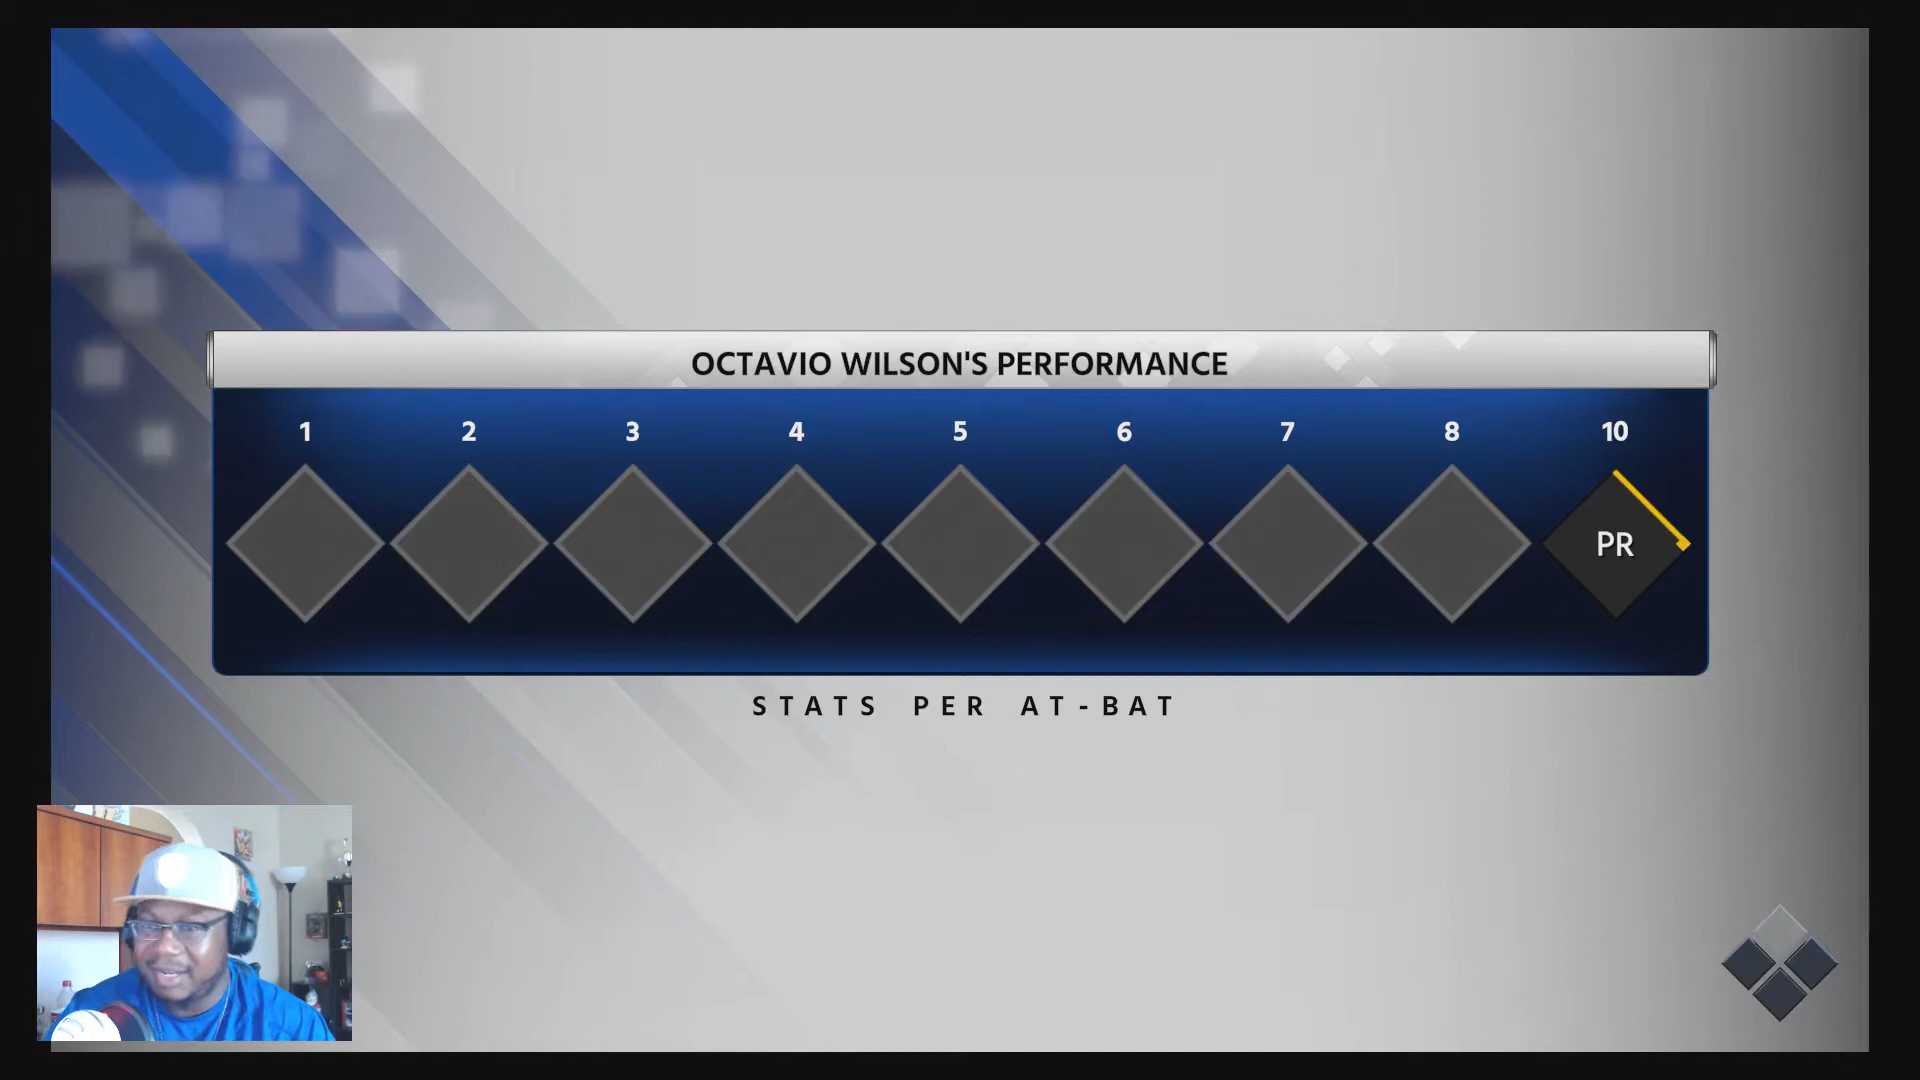 OCTAVIO WILSON'S PERFORMANCE
1 2 3 4 5 6 7 8 10
PR
STATS PER AT-BAT